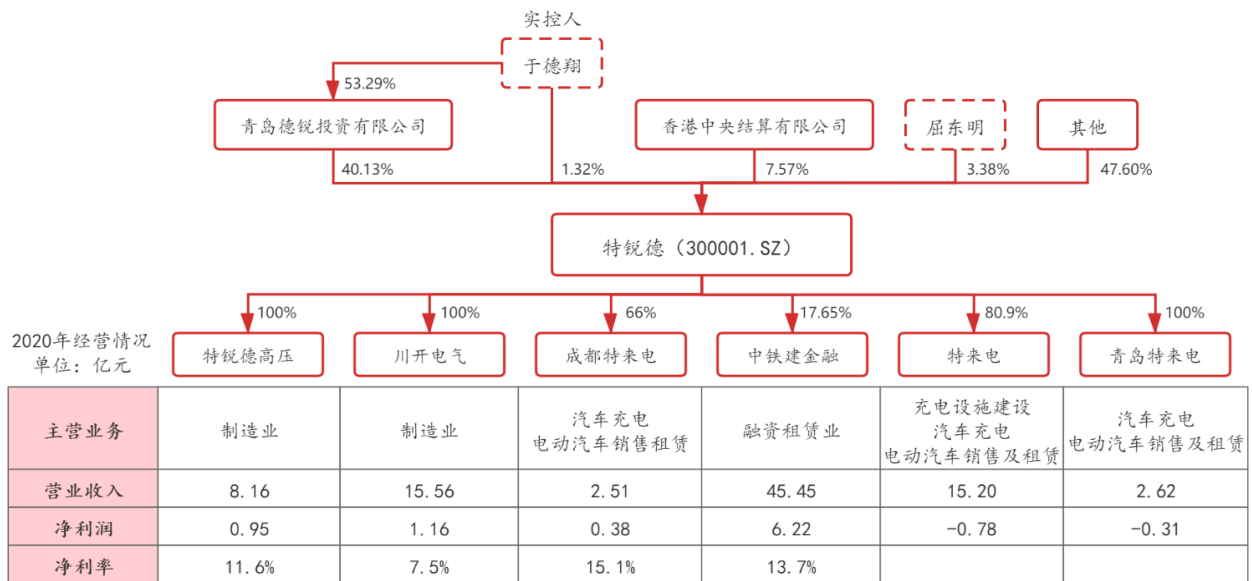 实控人
于德翔
53.29%
青岛德锐投资有限公司
香港中央结算有限公司
屈东明
其他
40.13%
1.32%
7.57%
3.38%
47.60%
特锐德（300001.SZ）
100%
100%
66%
17.65%
80.9%
100%
2020年经营情况
单位：亿元
特锐德高压
川开电气
成都特来电
中铁建金融
特来电
青岛特来电
主营业务
制造业
制造业
汽车充电
电动汽车销售租赁
融资租赁业
充电设施建设
汽车充电
电动汽车销售及租赁
汽车充电
电动汽车销售及租赁
营业收入 8.16 15.56 2.51 45.45 15.20 2.62
净利润 0.95 1.16 0.38 6.22 -0.78 -0.31
净利率 11.6% 7.5% 15.1% 13.7%